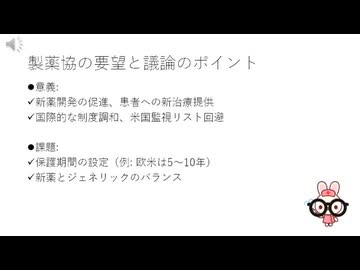 製薬協の要望と議論のポイント
●意義:
✓新薬開発の促進、患者への新治療提供
✓国際的な制度調和、米国監視リスト回避
●課題:
✓保護期間の設定（例: 欧米は5～10年）
✓新薬とジェネリックのバランス